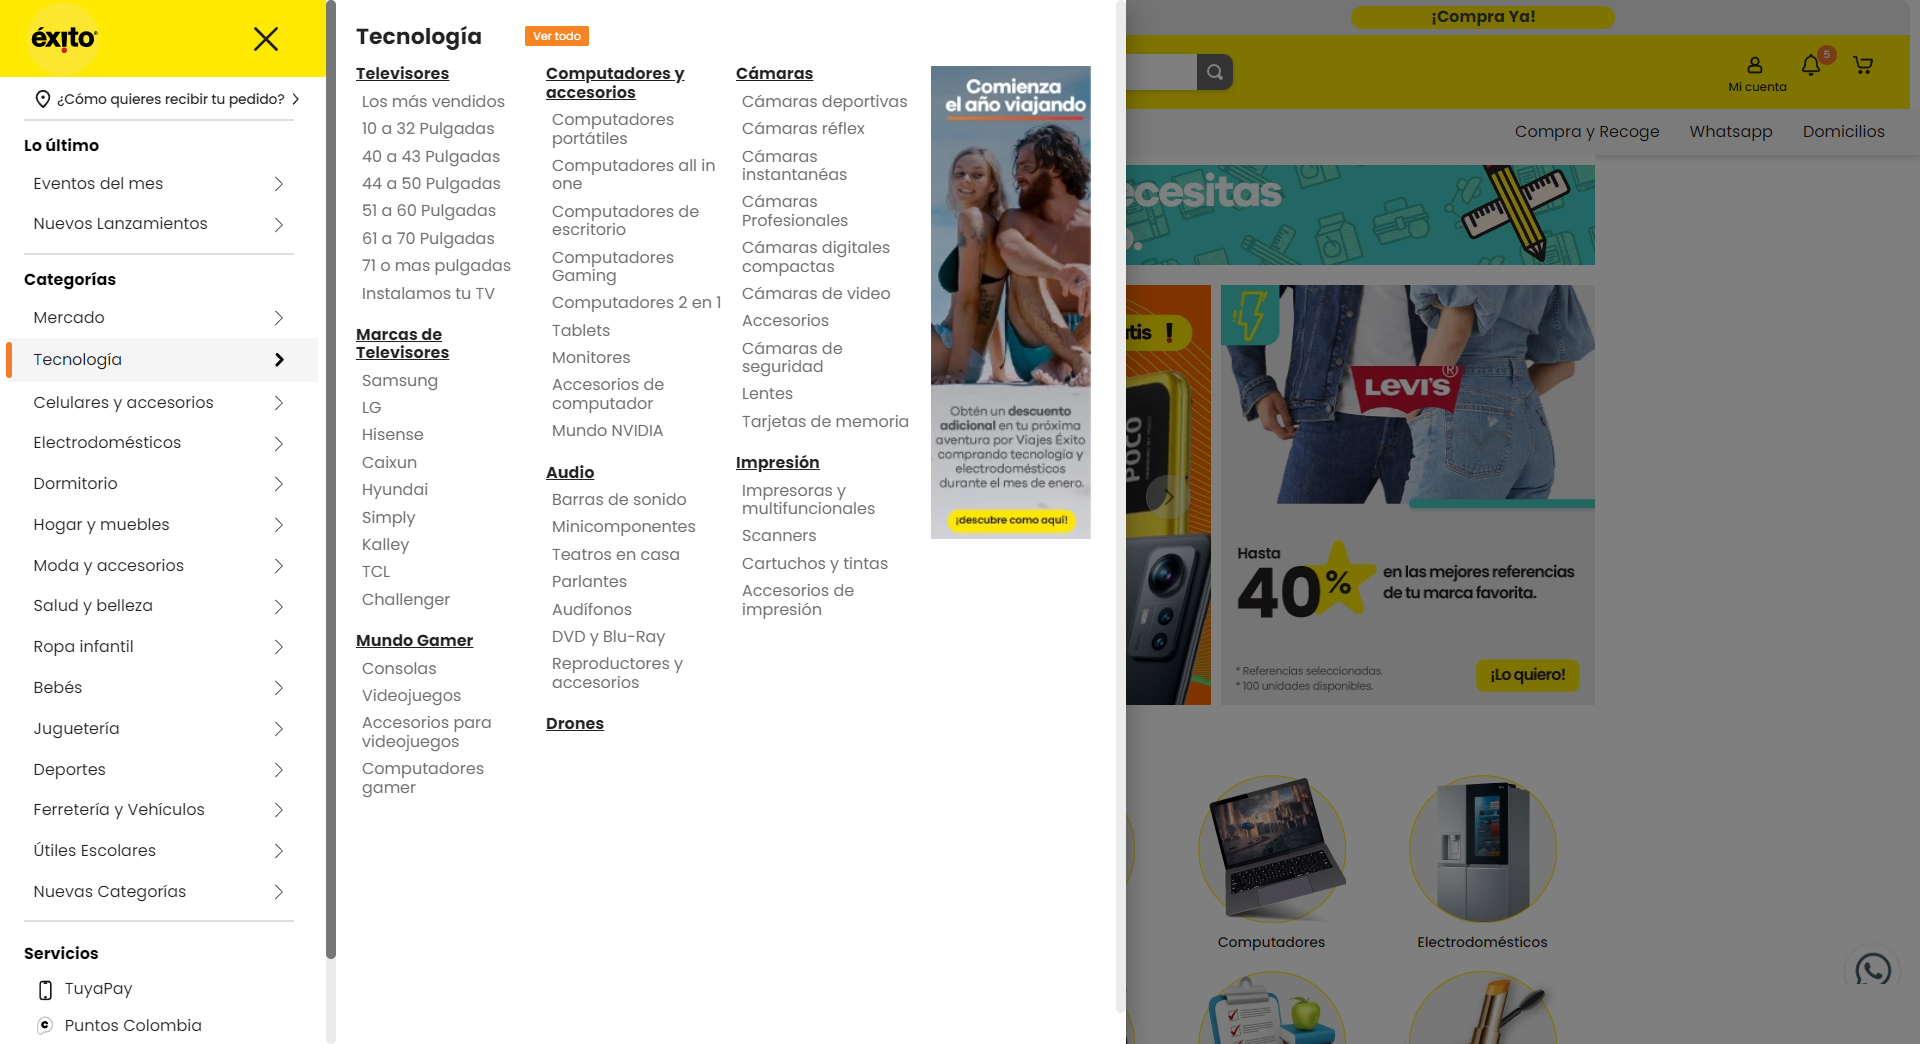 éxito
¿Cómo quieres recibir tu pedido?
Lo último
Eventos del mes
Nuevos Lanzamientos
Categorías
Mercado
Tecnología
Celulares y accesorios
Electrodomésticos
Dormitorio
Hogar y muebles
Moda y accesorios
Salud y belleza
Ropa infantil
Bebés
Juguetería
Deportes
Ferretería y Vehículos
Útiles Escolares
Nuevas Categorías
Servicios
TuyaPay
Puntos Colombia
Tecnología
Ver todo
Televisores
Los más vendidos
10 a 32 Pulgadas
40 a 43 Pulgadas
44 a 50 Pulgadas
51 a 60 Pulgadas
61 a 70 Pulgadas
71 o mas pulgadas
Instalamos tu TV
Marcas de
Televisores
Samsung
LG
Hisense
Caixun
Hyundai
Simply
Kalley
TCL
Challenger
Mundo Gamer
Consolas
Videojuegos
Accesorios para
videojuegos
Computadores
gamer
Computadores y
accesorios
Computadores
portátiles
Computadores all in
one
Computadores de
escritorio
Computadores
Gaming
Computadores 2 en 1
Tablets
Monitores
Accesorios de
computador
Mundo NVIDIA
Audio
Barras de sonido
Minicomponentes
Teatros en casa
Parlantes
Audífonos
DVD y Blu-Ray
Reproductores y
accesorios
Drones
Cámaras
Cámaras deportivas
Cámaras réflex
Cámaras
instantanéas
Cámaras
Profesionales
Cámaras digitales
compactas
Cámaras de video
Accesorios
Cámaras de
seguridad
Lentes
Tarjetas de memoria
Impresión
Impresoras y
multifuncionales
Scanners
Cartuchos y tintas
Accesorios de
impresión
Comienza
el año viajando
Obtén un descuento
adicional en tu próxima
aventura por Viajes Éxito
comprando tecnología y
electrodomésticos
durante el mes de enero.
¡descubre como aquí!
¡Compra Ya!
Mi cuenta
5
Compra y Recoge
Whatsapp
Domicilios
ecesitas
tis !
POCO
LEVI'S®
Hasta
40%
en las mejores referencias
de tu marca favorita.
* Referencias seleccionadas.
* 100 unidades disponibles.
¡Lo quiero!
Computadores
Electrodomésticos